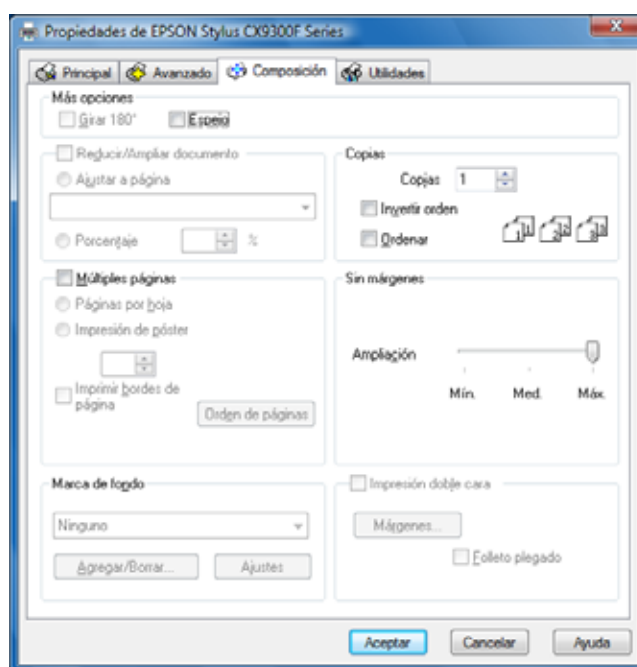 Propiedades de EPSON Stylus CX9300F Series
Principal Avanzado Composición Utilidades
Más opciones
Girar 180° Espejo
Reducir/Ampliar documento
Ajustar a página
Porcentaje %
Copias
Copias 1
Invertir orden
Ordenar
Múltiples páginas
Páginas por hoja
Impresión de póster
Imprimir bordes de
página
Orden de páginas
Sin márgenes
Ampliación
Mín. Med. Máx.
Marca de fondo
Ninguno
Agregar/Borrar... Ajustes
Impresión doble cara
Márgenes...
Folleto plegado
Aceptar Cancelar Ayuda